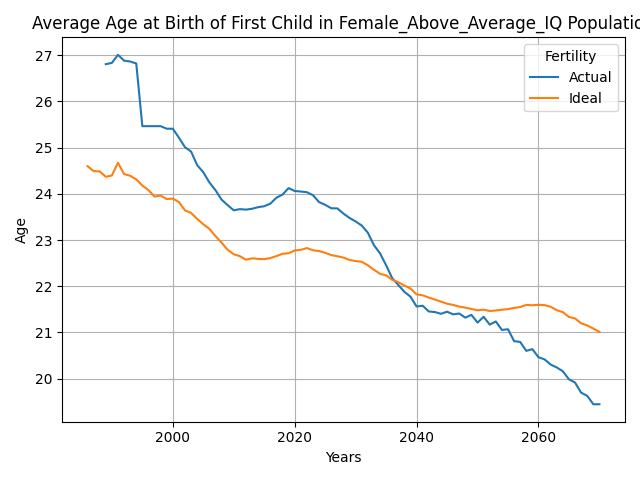 Average Age at Birth of First Child in Female_Above_Average_IQ Populatio
Fertility
Actual
Ideal
27
26
25
24
23
22
21
20
Age
2000
2020
2040
2060
Years